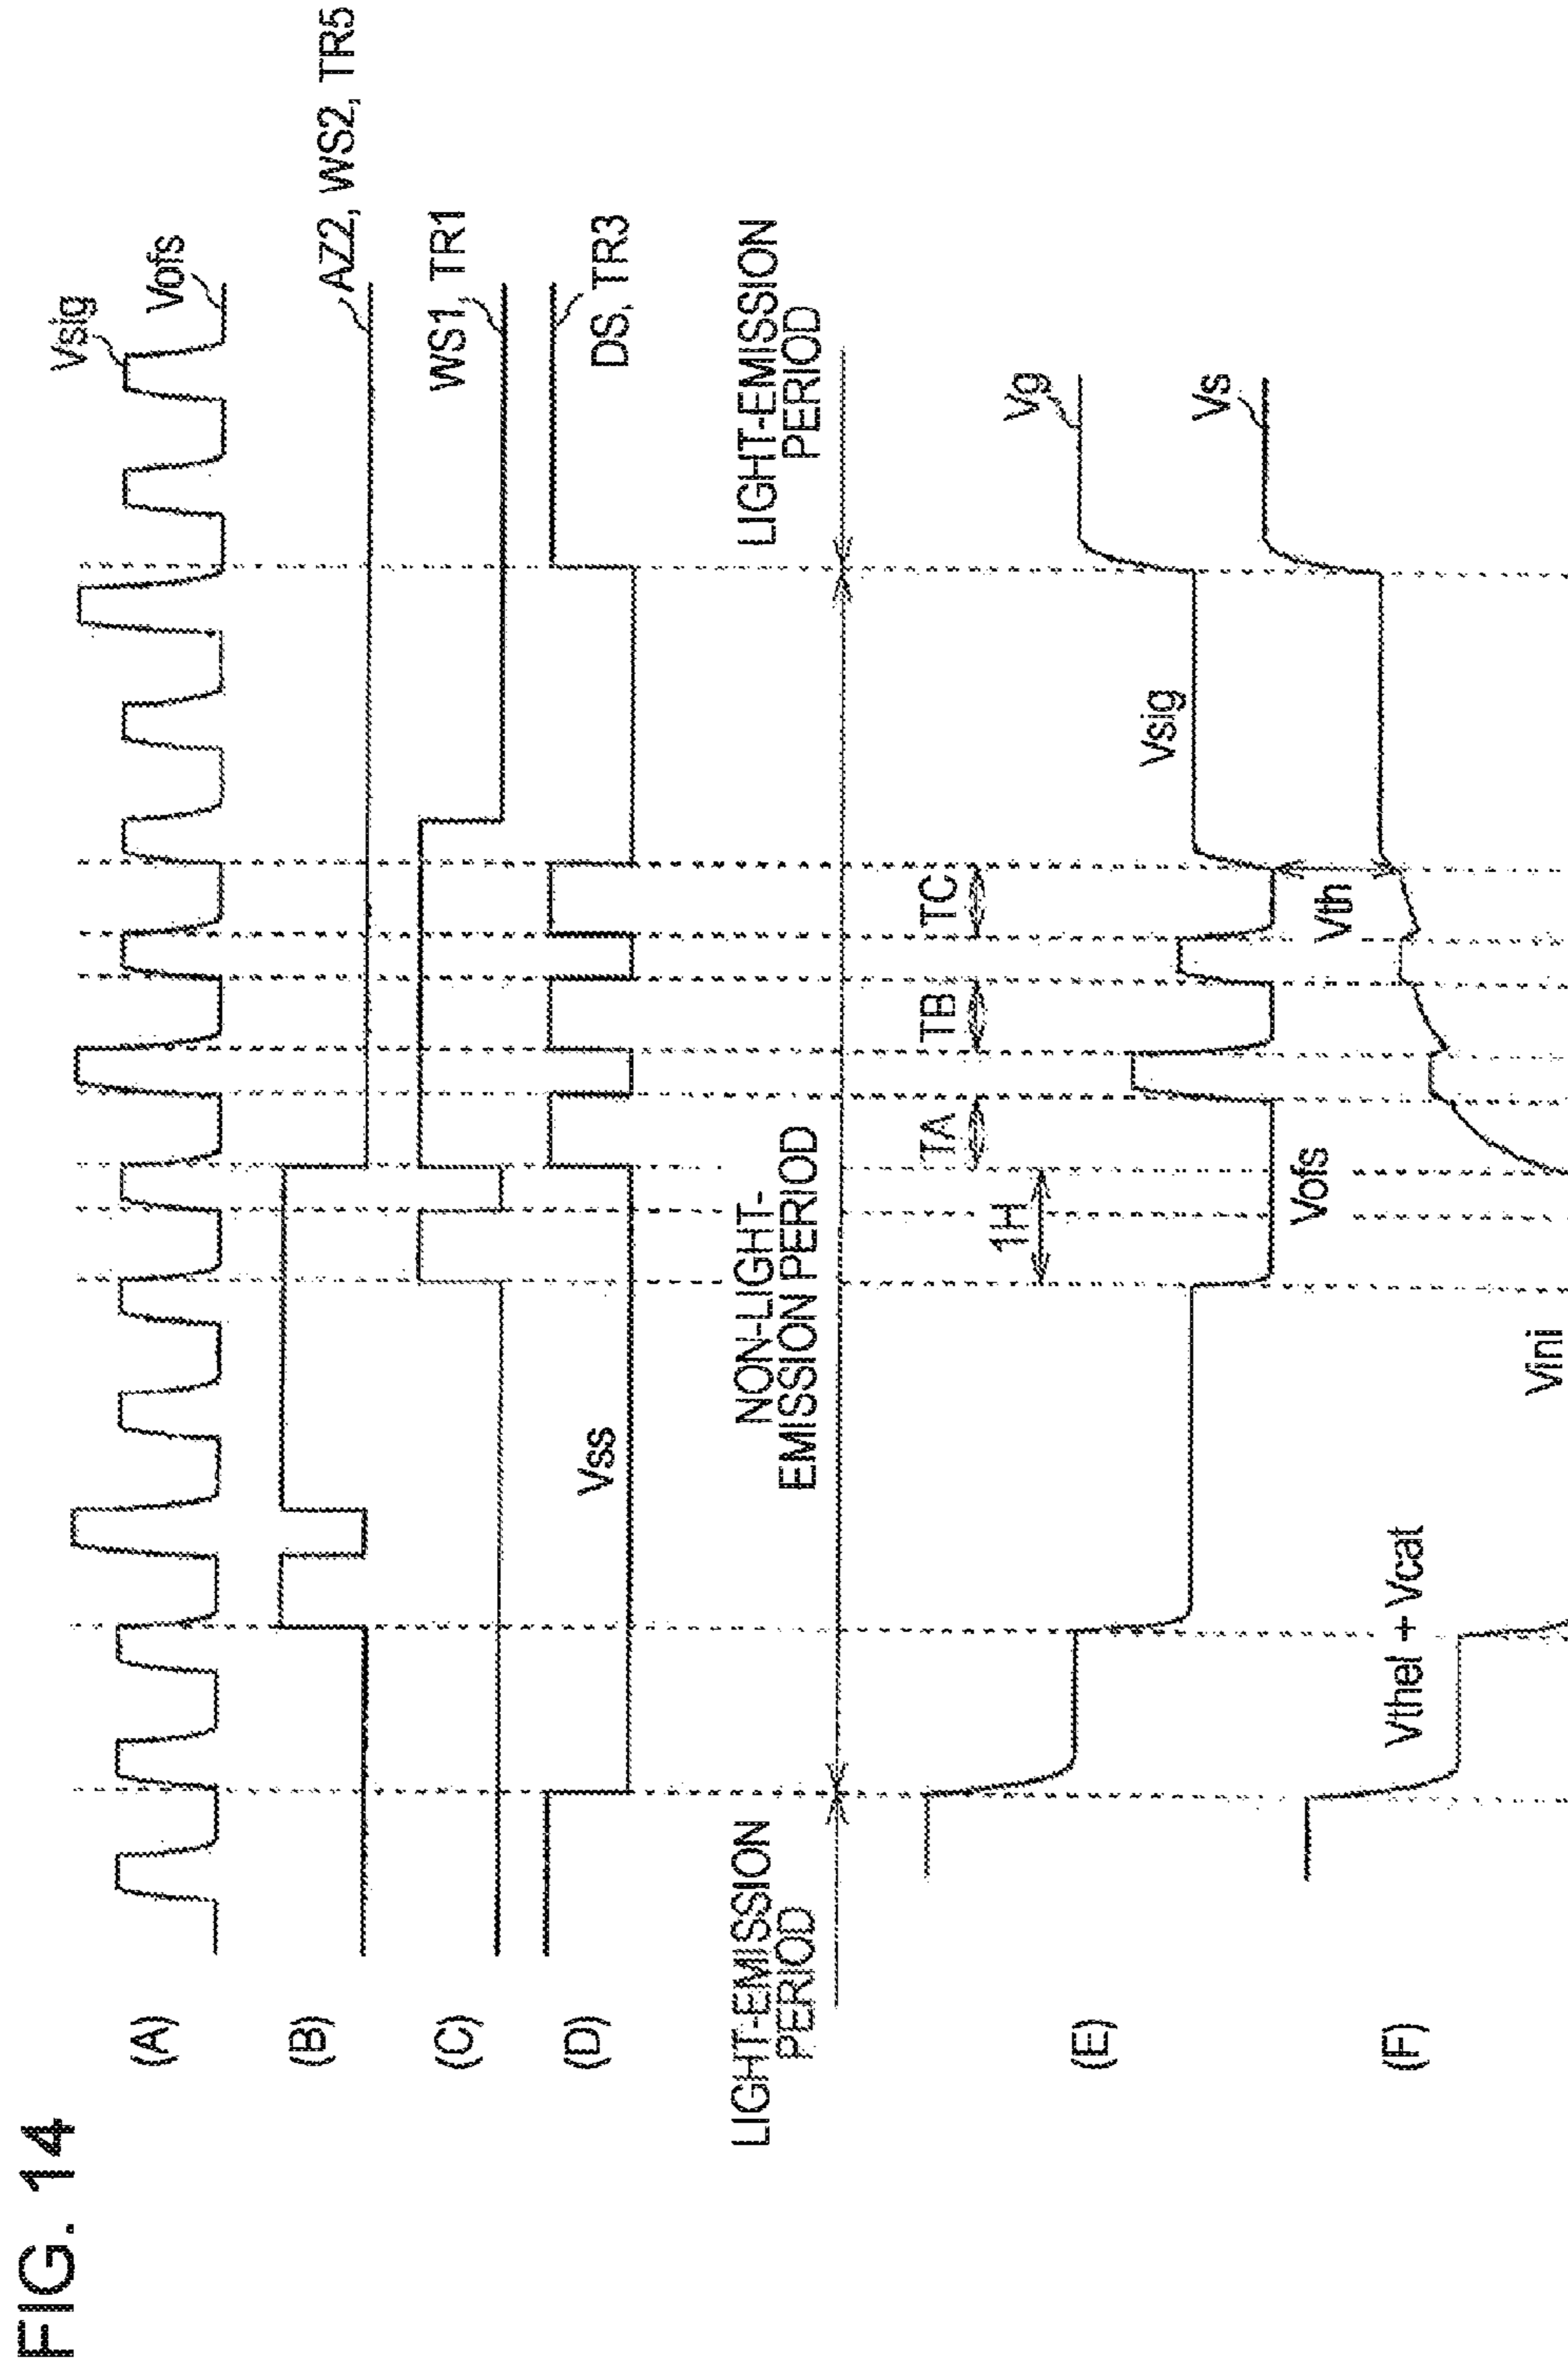 FIG. 14
(A)
Vsig
Vofs
(B)
AZ2, WS2, TR5
(C)
WS1, TR1
(D)
Vss
DS, TR3
LIGHT-EMISSION
PERIOD
NON-LIGHT-
EMISSION PERIOD
LIGHT-EMISSION
PERIOD
TA
TB
TC
1H
(E)
Vofs
Vsig
Vg
(F)
Vthel + Vcat
Vini
Vth
Vs